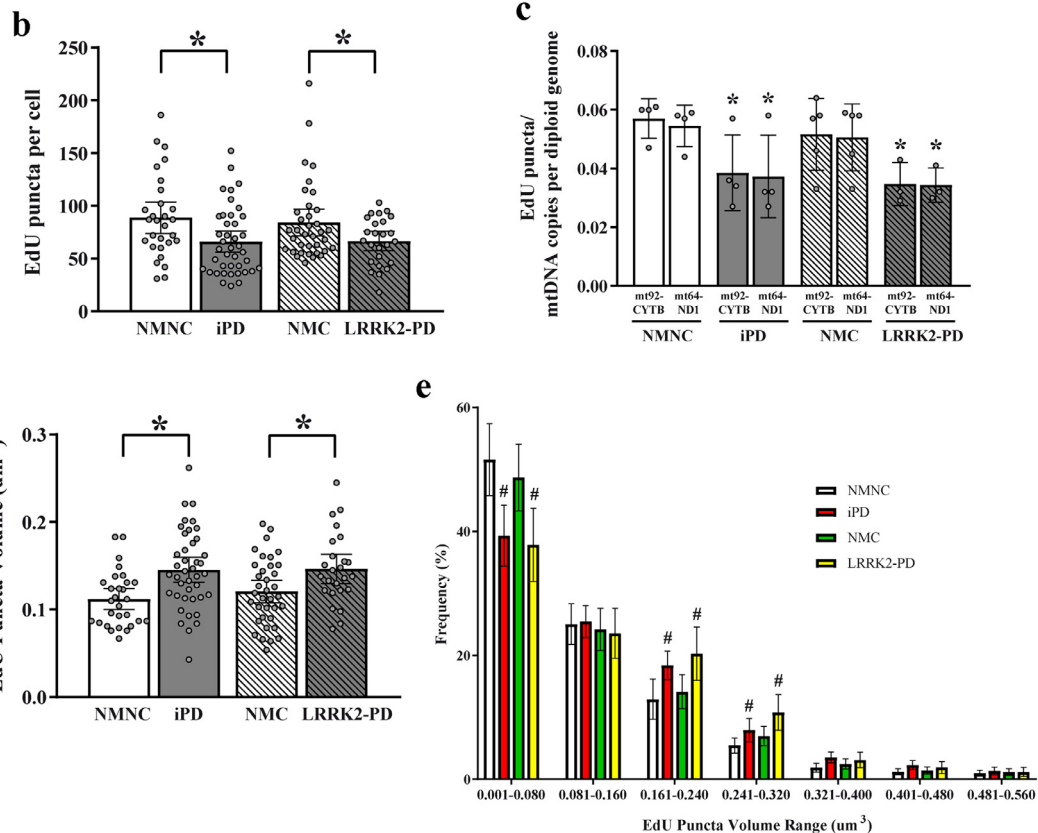 b
*
*
EdU puncta per cell
250
200
150
100
50
0
NMNC iPD NMC LRRK2-PD
c
EdU puncta/
mtDNA copies per diploid genome
0.08
0.06
0.04
0.02
0.00
* * * *
mt92- mt64- mt92- mt64- mt92- mt64- mt92- mt64-
CYTB ND1 CYTB ND1 CYTB ND1 CYTB ND1
NMNC iPD NMC LRRK2-PD
*
*
EdU Puncta Volume (um³)
0.3
0.2
0.1
0.0
NMNC iPD NMC LRRK2-PD
e
Frequency (%)
60
40
20
0
NMNC
iPD
NMC
LRRK2-PD
# #
# #
# #
0.001-0.080 0.081-0.160 0.161-0.240 0.241-0.320 0.321-0.400 0.401-0.480 0.481-0.560
EdU Puncta Volume Range (um³)